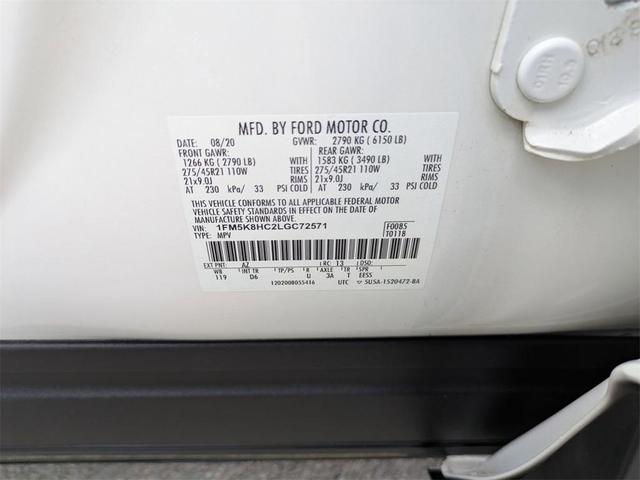 MFD. BY FORD MOTOR CO.
08/20 GVWR: 2790 KG ( 6150 LB)
FRONT GAWR: REAR GAWR:
1266 KG ( 2790 LB) WITH 1583 KG ( 3490 LB) WITH
275/45R21 110W TIRES 275/45R21 110W TIRES
21x9.0J RIMS 21x9.0J RIMS
AT 230 kPa/ 33 PSI COLD AT 230 kPa/ 33 PSI COLD
THIS VEHICLE CONFORMS TO ALL APPLICABLE FEDERAL MOTOR
VEHICLE SAFETY STANDARDS IN EFFECT ON THE DATE OF
MANUFACTURE SHOWN ABOVE.
VIN: 1FM5K8HC2LGC72571 F0085
TYPE: MPV T0118
EXT PNT: AZ RC: 13 DSO:
WB INT TR TP/PS R AXLE TR SPR
119 D6 U 3A T EESS
1202008055416 UTC 5U5A-1520472-BA